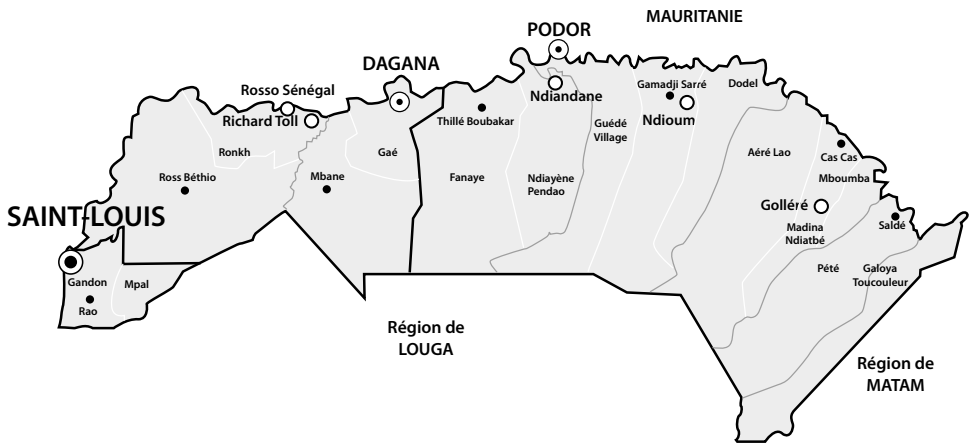 MAURITANIE
PODOR
DAGANA
Rosso Sénégal
Richard Toll
Ndiandane
Gamadji Sarré
Dodel
Thillé Boubakar
Ndioum
Guédé
Village
Ronkh
Gaé
Aéré Lao
Cas Cas
Ross Béthio
Mbane
Fanaye
Ndiayène
Pendao
Mboumba
SAINT-LOUIS
Golléré
Madina
Ndiatbé
Saldé
Gandon
Mpal
Pété
Galoya
Toucouleur
Rao
Région de
LOUGA
Région de
MATAM